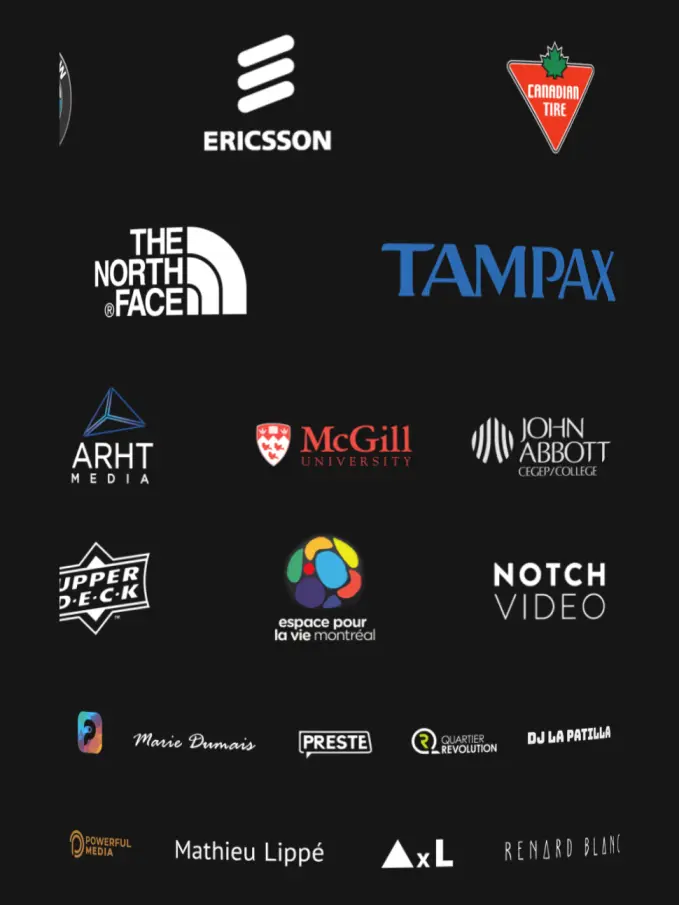 ERICSSON
CANADIAN
TIRE
THE
NORTH
®FACE
TAMPAX
ARHT
MEDIA
McGill
UNIVERSITY
JOHN
ABBOTT
CEGEP/COLLEGE
UPPER
D·E·C·K
TM
espace pour
la vie montréal
NOTCH
VIDEO
P
Marie Dumais
PRESTE
R2 QUARTIER
REVOLUTION
DJ LA PATILLA
POWERFUL
MEDIA
Mathieu Lippé
▲xL
RENARD BLANC